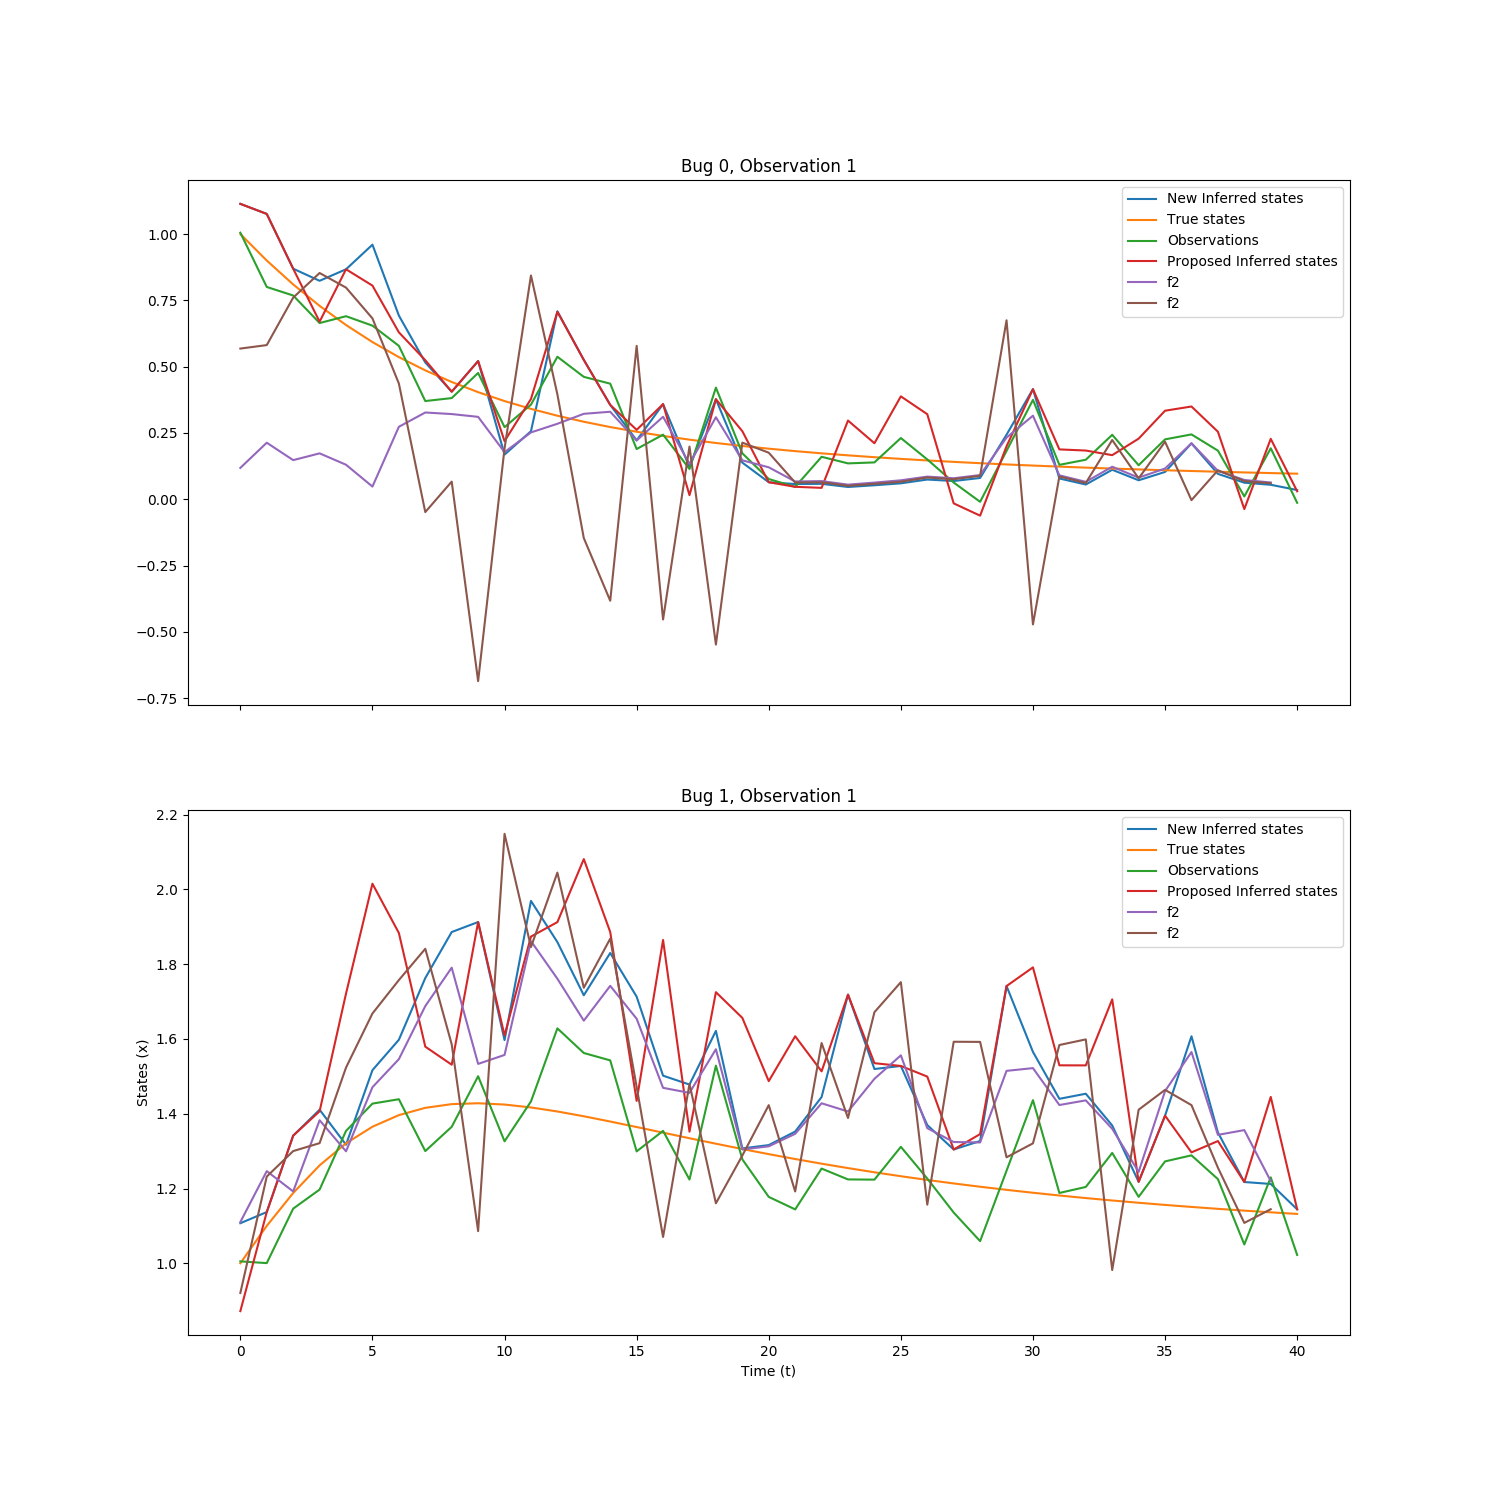 Bug 0, Observation 1
New Inferred states
True states
Observations
Proposed Inferred states
f2
f2
1.00
0.75
0.50
0.25
0.00
−0.25
−0.50
−0.75
Bug 1, Observation 1
New Inferred states
True states
Observations
Proposed Inferred states
f2
f2
2.2
2.0
1.8
1.6
1.4
1.2
1.0
States (x)
0 5 10 15 20 25 30 35 40
Time (t)